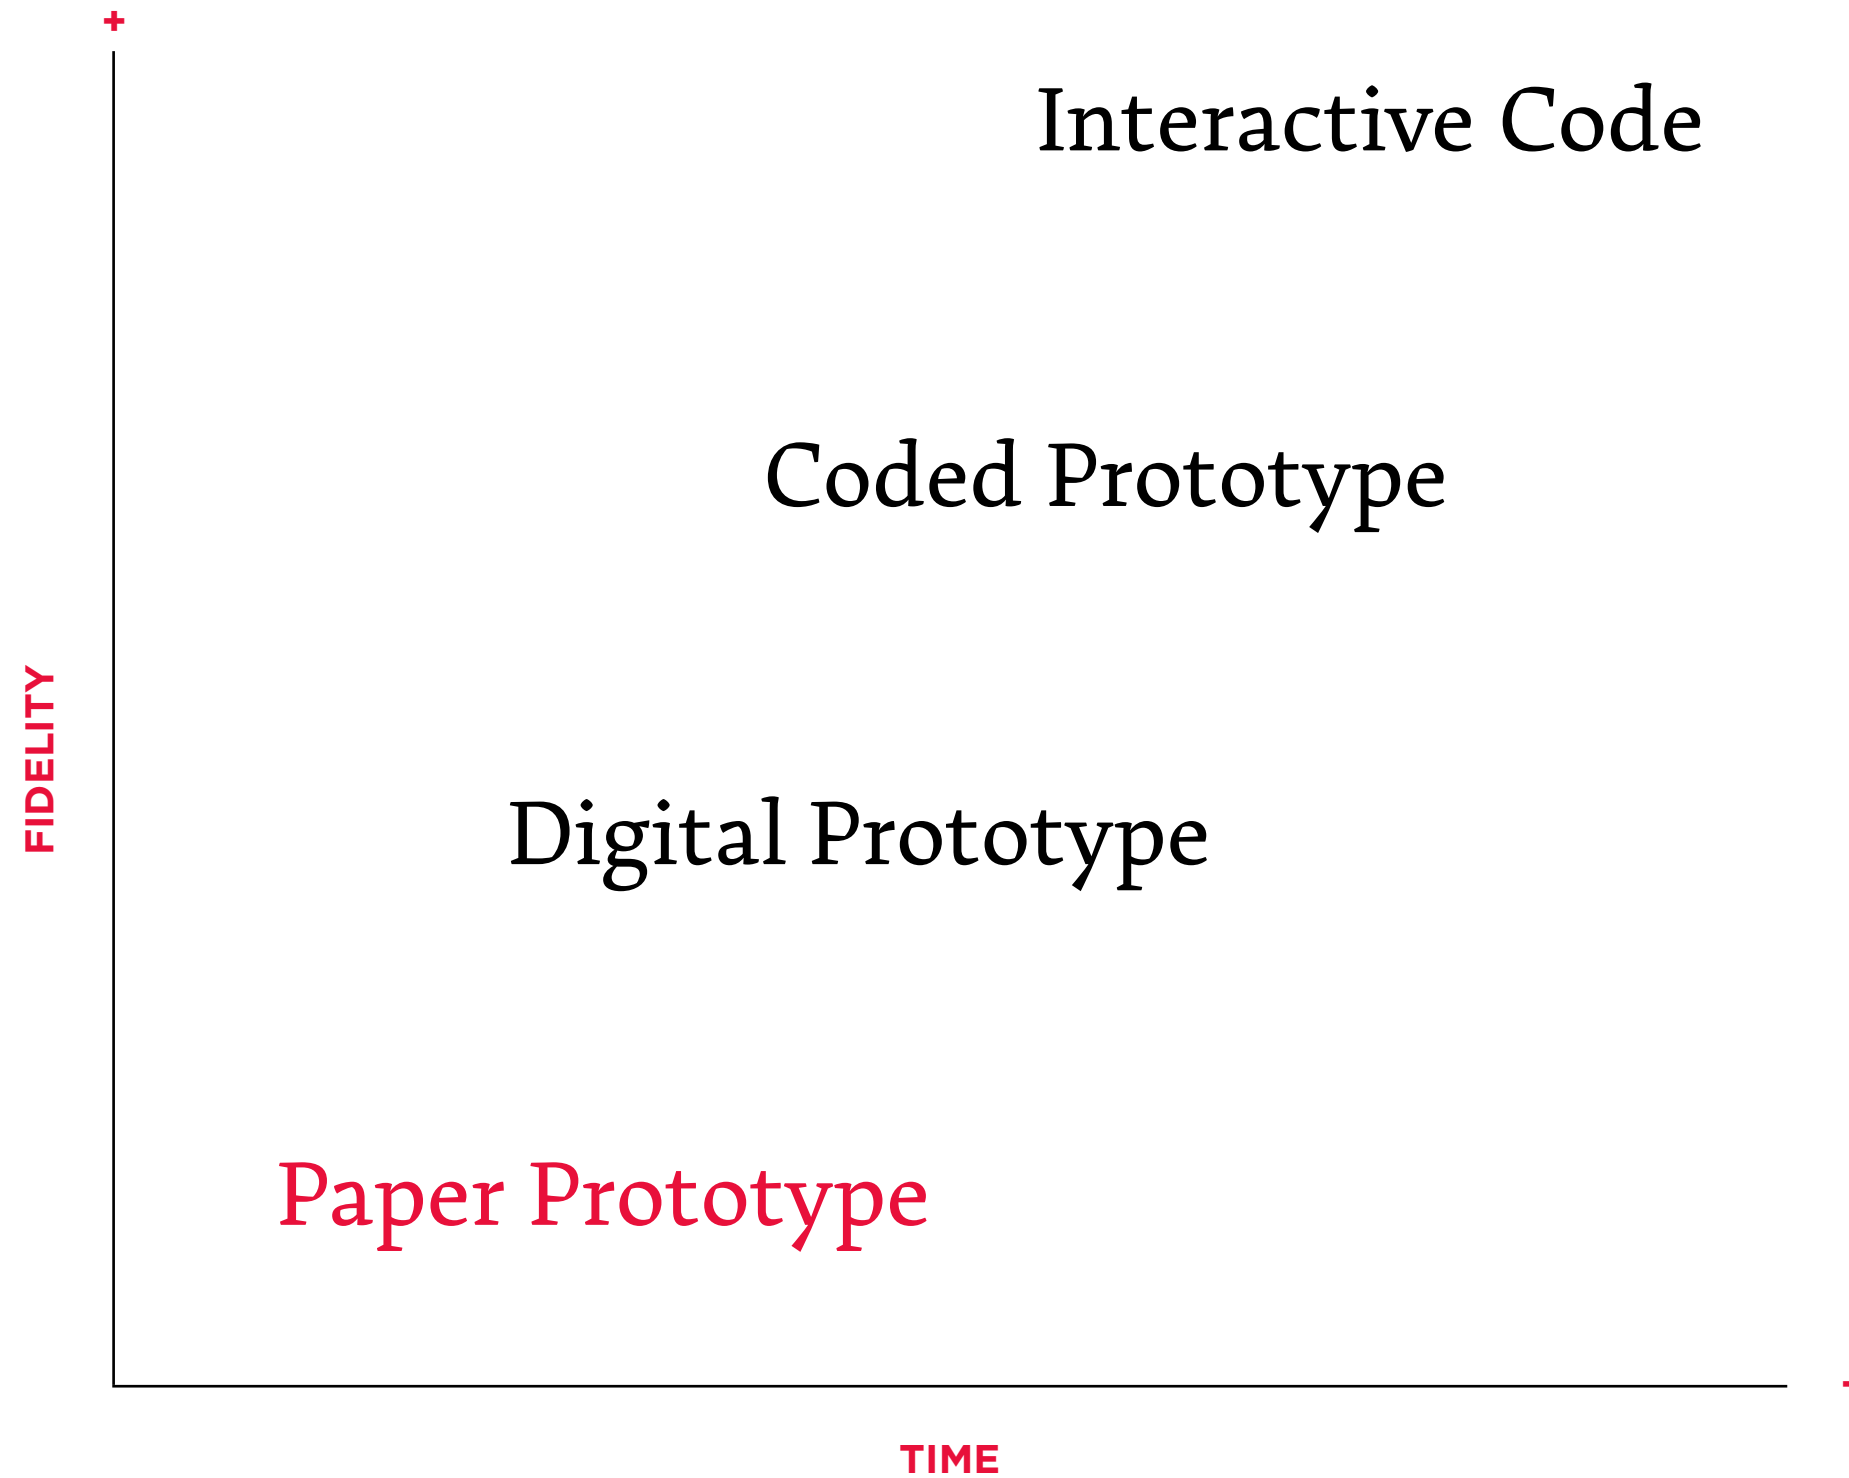 +
Interactive Code
Coded Prototype
FIDELITY
Digital Prototype
Paper Prototype
TIME